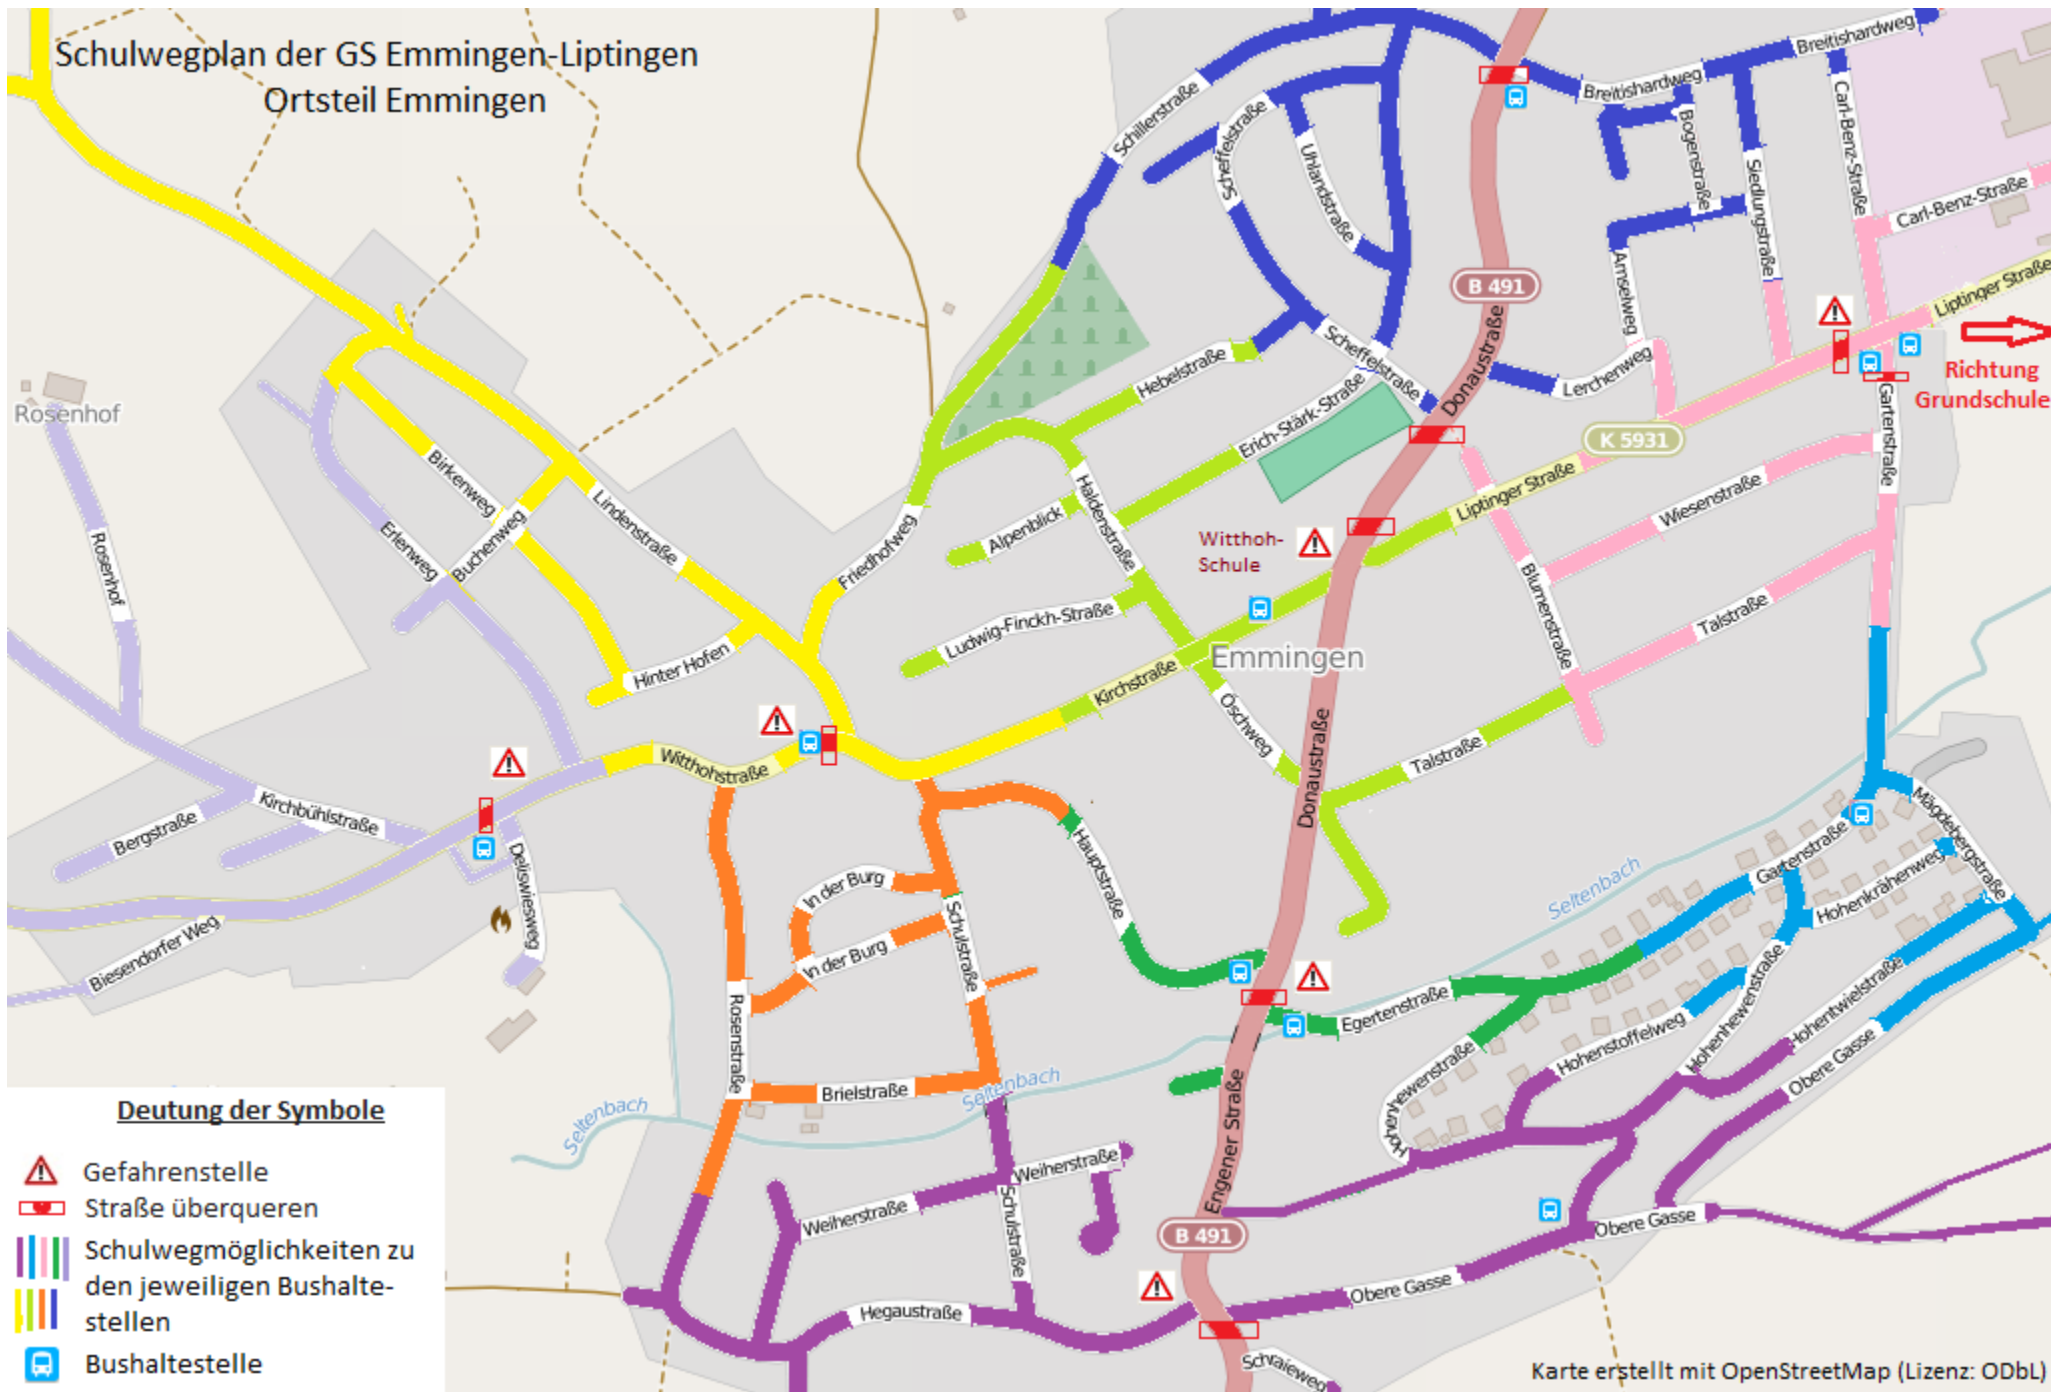 Schulwegplan der GS Emmingen-Liptingen
Ortsteil Emmingen
Breitishardweg
Breitishardweg
Schillerstraße
Scheffelstraße
Scheffelstraße
Uhlandstraße
Bogenstraße
Siedlungstraße
Carl-Benz-Straße
Carl-Benz-Straße
Amselweg
B 491
Liptinger Straße
Donaustraße
Scheffelstraße
Hebelstraße
Lerchenweg
Richtung
Grundschule
Erich-Stärk-Straße
Gartenstraße
K 5931
Rosenhof
Birkenweg
Lindenstraße
Erlenweg
Buchenweg
Rosenhof
Friedhofweg
Haldenstraße
Alpenblick
Liptinger Straße
Wiesenstraße
Witthoh-
Schule
Blumenstraße
Talstraße
Ludwig-Finckh-Straße
Hinter Hofen
Emmingen
Kirchstraße
Öschweg
Donaustraße
Talstraße
Witthohstraße
Kirchbühlstraße
Bergstraße
Deliswiesweg
Biesendorfer Weg
Hauptstraße
In der Burg
In der Burg
Schulstraße
Rosenstraße
Brielstraße
Seltenbach
Seltenbach
Seltenbach
Mägdebergstraße
Gartenstraße
Hohenkrähenweg
Egertenstraße
Hohenhewenstraße
Hohenhewenstraße
Hohenstoffelweg
Hohentwielstraße
Obere Gasse
Hohenhewenstraße
Engener Straße
Weiherstraße
Weiherstraße
Schulstraße
B 491
Obere Gasse
Obere Gasse
Hegaustraße
Schraieweg
Deutung der Symbole
Gefahrenstelle
Straße überqueren
Schulwegmöglichkeiten zu
den jeweiligen Bushalte-
stellen
Bushaltestelle
Karte erstellt mit OpenStreetMap (Lizenz: ODbL)